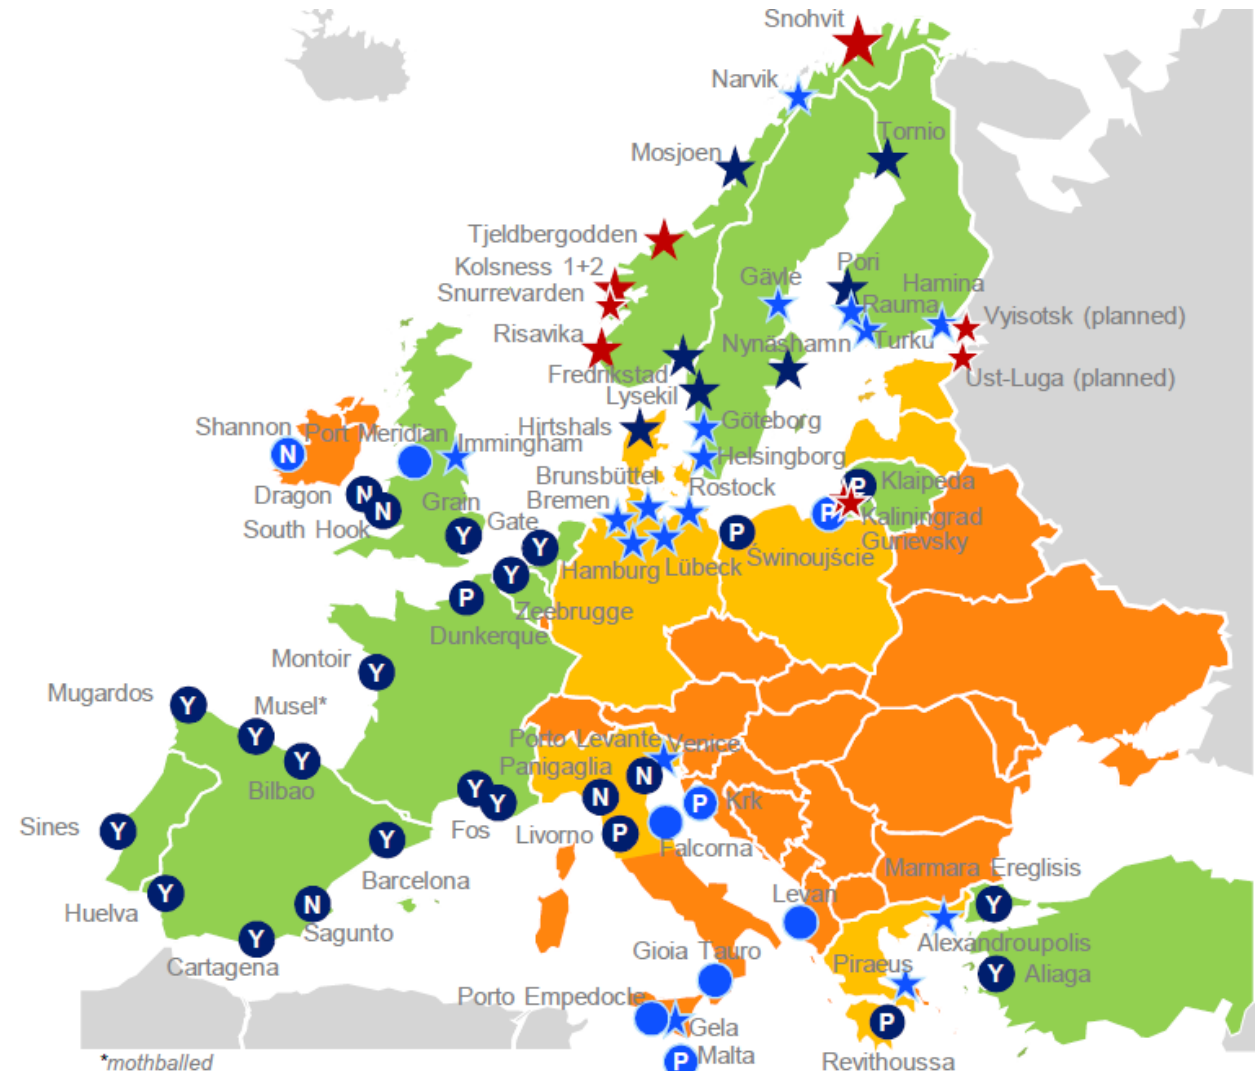 Snohvit
Narvik
Tornio
Mosjoen
Tjeldbergodden
Kolsness 1+2
Pori
Gävle
Hamina
Snurrevarden
Rauma
Vyisotsk (planned)
Risavika
Nynäshamn
Turku
Fredrikstad
Ust-Luga (planned)
Lysekil
Shannon
Port Meridian
Hirtshals
Göteborg
Immingham
N
Helsingborg
Brunsbüttel
Rostock
P
Klaipeda
Dragon
N
Grain
Bremen
N
P
Kaliningrad
South Hook
Gate
Y
Y
P
Gurievsky
Świnoujście
Hamburg
Lübeck
Y
P
Zeebrugge
Dunkerque
Montoir
Y
Mugardos
Y
Musel*
Y
Porto Levante
Venice
Y
Panigaglia
N
Bilbao
Y
Y
N
P
Krk
Sines
Y
Fos
Livorno
P
Y
Falcorna
Barcelona
Marmara Ereglisis
Huelva
Y
N
Levan
Y
Sagunto
Y
Cartagena
Gioia Tauro
Alexandroupolis
Piraeus
Y
Aliaga
Porto Empedocle
Gela
P
Malta
P
Revithoussa
*mothballed